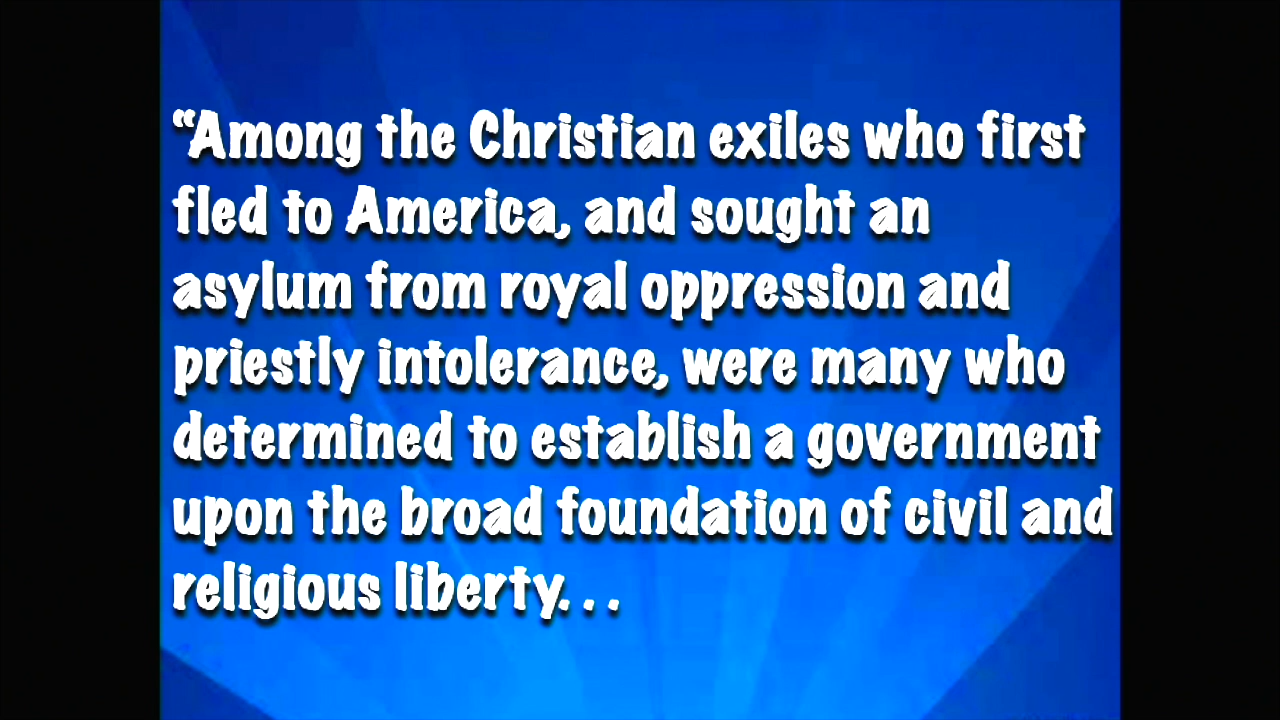 “Among the Christian exiles who first
fled to America, and sought an
asylum from royal oppression and
priestly intolerance, were many who
determined to establish a government
upon the broad foundation of civil and
religious liberty. . .